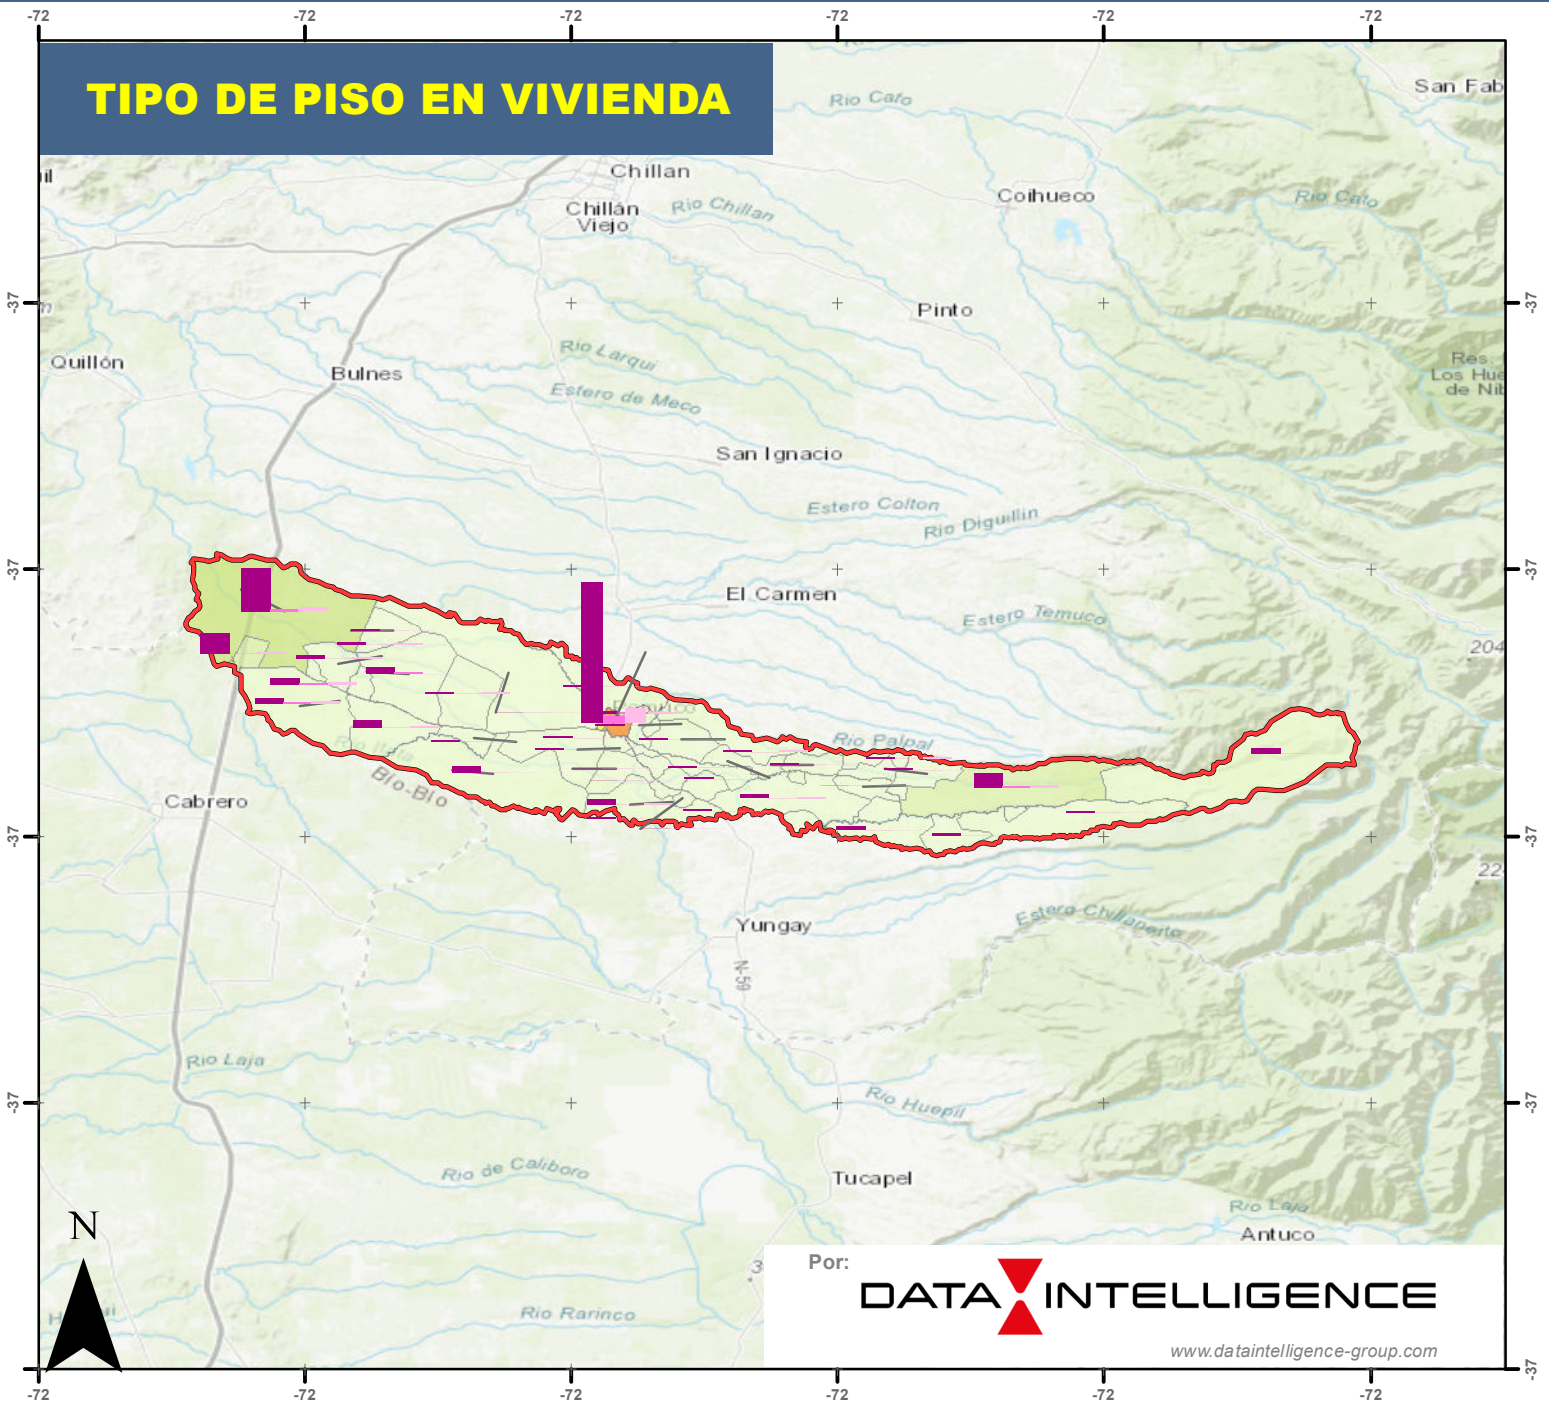 -72 -72 -72 -72 -72 -72
TIPO DE PISO EN VIVIENDA
San Fab
Rio Cato
Chillan
Coihueco
Rio Cato
Chillán
Viejo
Rio Chillan
-37
Pinto
-37
Quillón
Bulnes
Rio Larqui
Res
Los Hue
de Nib
Estero de Meco
San Ignacio
Estero Colton
Rio Diguillin
-37
-37
El Carmen
Estero Temuco
204
Rio Palpal
Bío-Bío
Cabrero
-37
-37
22
Yungay
Estero Chillancito
N-59
Rio Laja
-37
Rio Huepil
-37
Rio de Caliboro
Tucapel
Rio Laja
N
Antuco
Por:
DATA INTELLIGENCE
Rio Rarinco
www.dataintelligence-group.com
-37
-72 -72 -72 -72 -72 -72